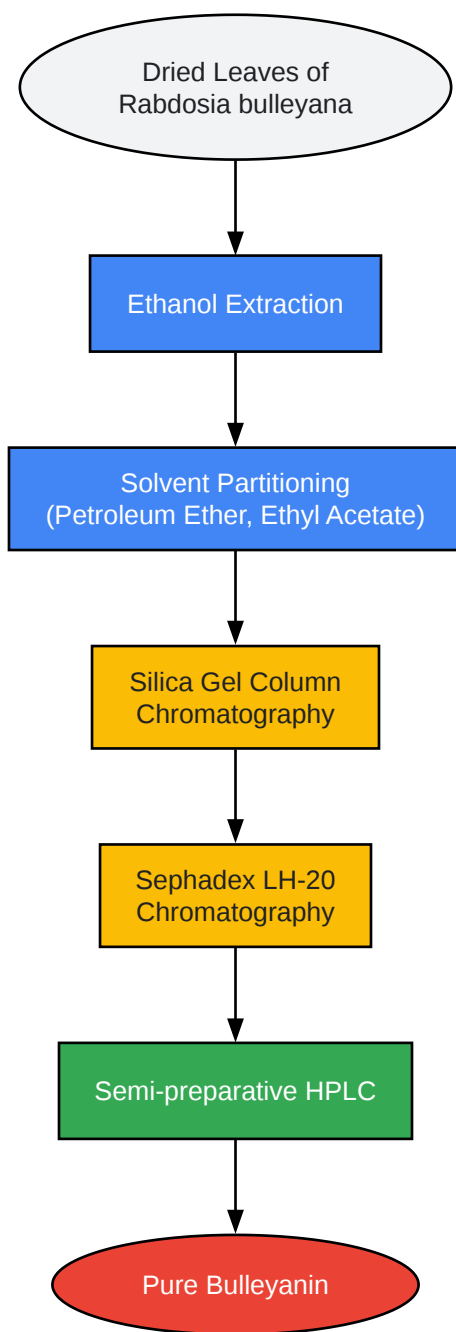 Dried Leaves of
Rabdosia bulleyana
Ethanol Extraction
Solvent Partitioning
(Petroleum Ether, Ethyl Acetate)
Silica Gel Column
Chromatography
Sephadex LH-20
Chromatography
Semi-preparative HPLC
Pure Bulleyanin